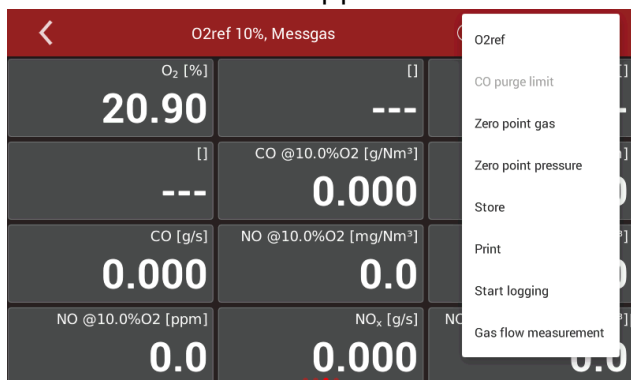 O2ref 10%, Messgas
O2ref
CO purge limit
Zero point gas
Zero point pressure
Store
Print
Start logging
Gas flow measurement
O₂ [%]
20.90
[]
---
[]
---
CO @10.0%O2 [g/Nm³]
0.000
CO [g/s]
0.000
NO @10.0%O2 [mg/Nm³]
0.0
NO @10.0%O2 [ppm]
0.0
NOₓ [g/s]
0.000
0.0